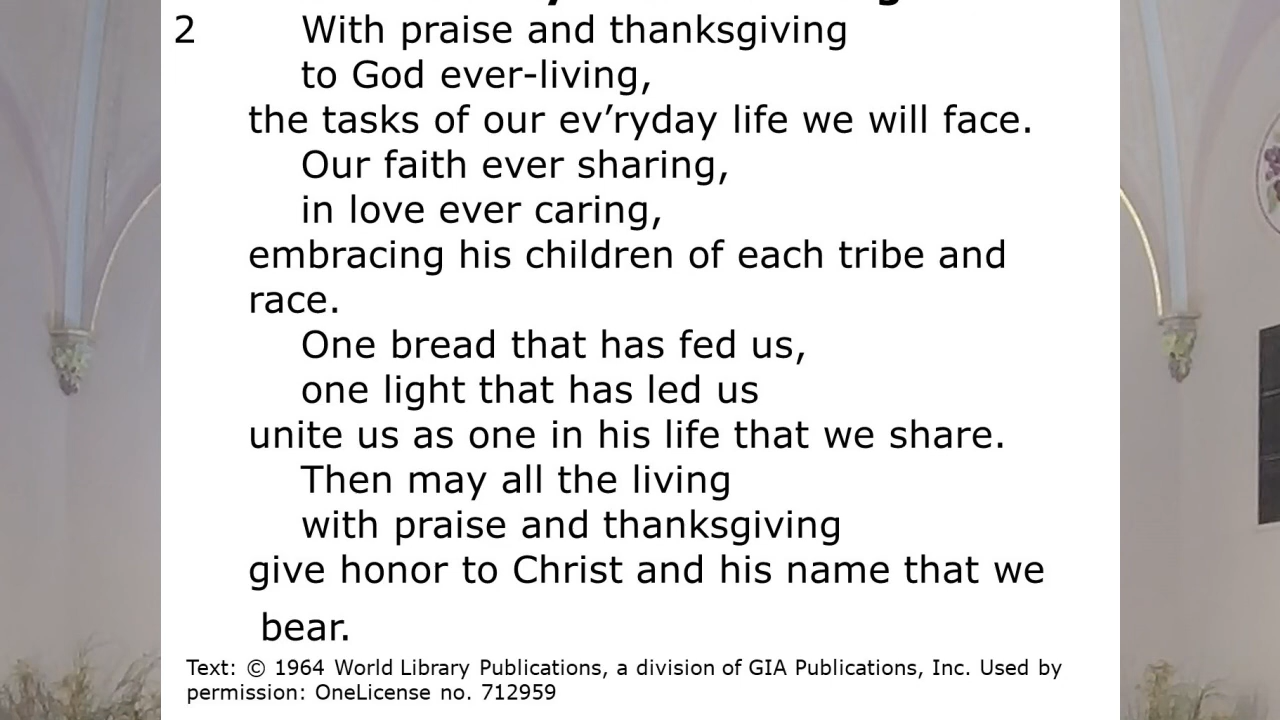 2 With praise and thanksgiving
to God ever-living,
the tasks of our ev’ryday life we will face.
Our faith ever sharing,
in love ever caring,
embracing his children of each tribe and
race.
One bread that has fed us,
one light that has led us
unite us as one in his life that we share.
Then may all the living
with praise and thanksgiving
give honor to Christ and his name that we
bear.
Text: © 1964 World Library Publications, a division of GIA Publications, Inc. Used by
permission: OneLicense no. 712959